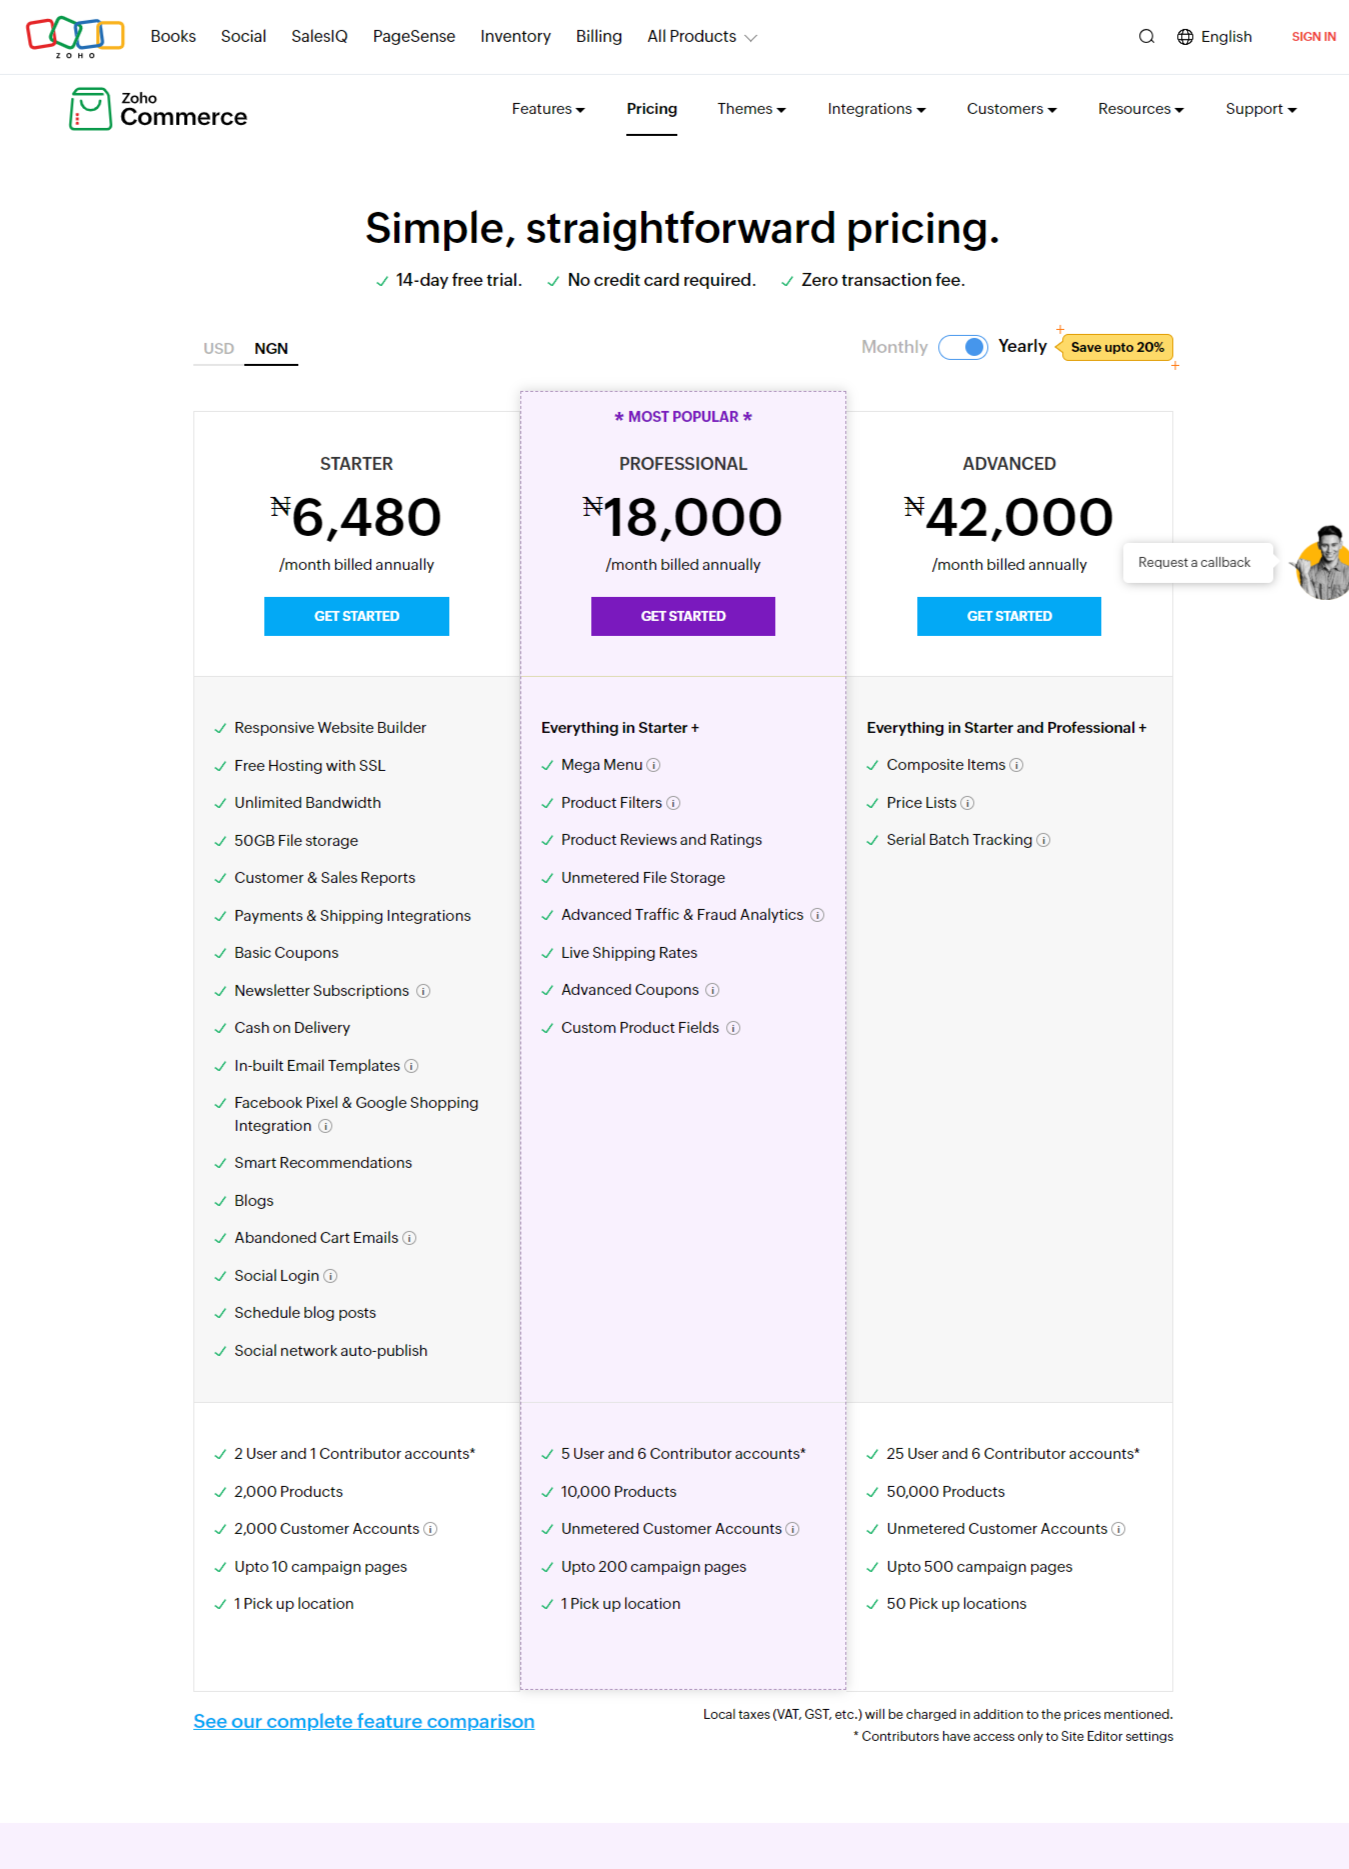 ZOHO
Books Social SalesIQ PageSense Inventory Billing All Products
English SIGN IN
Zoho
Commerce
Features Pricing Themes Integrations Customers Resources Support
Simple, straightforward pricing.
14-day free trial. No credit card required. Zero transaction fee.
USD NGN
Monthly Yearly Save upto 20%
* MOST POPULAR *
STARTER
₦6,480
/month billed annually
GET STARTED
PROFESSIONAL
₦18,000
/month billed annually
GET STARTED
ADVANCED
₦42,000
/month billed annually
GET STARTED
Request a callback
Responsive Website Builder
Free Hosting with SSL
Unlimited Bandwidth
50GB File storage
Customer & Sales Reports
Payments & Shipping Integrations
Basic Coupons
Newsletter Subscriptions
Cash on Delivery
In-built Email Templates
Facebook Pixel & Google Shopping
Integration
Smart Recommendations
Blogs
Abandoned Cart Emails
Social Login
Schedule blog posts
Social network auto-publish
Everything in Starter +
Mega Menu
Product Filters
Product Reviews and Ratings
Unmetered File Storage
Advanced Traffic & Fraud Analytics
Live Shipping Rates
Advanced Coupons
Custom Product Fields
Everything in Starter and Professional +
Composite Items
Price Lists
Serial Batch Tracking
2 User and 1 Contributor accounts*
2,000 Products
2,000 Customer Accounts
Upto 10 campaign pages
1 Pick up location
5 User and 6 Contributor accounts*
10,000 Products
Unmetered Customer Accounts
Upto 200 campaign pages
1 Pick up location
25 User and 6 Contributor accounts*
50,000 Products
Unmetered Customer Accounts
Upto 500 campaign pages
50 Pick up locations
See our complete feature comparison
Local taxes (VAT, GST, etc.) will be charged in addition to the prices mentioned.
* Contributors have access only to Site Editor settings